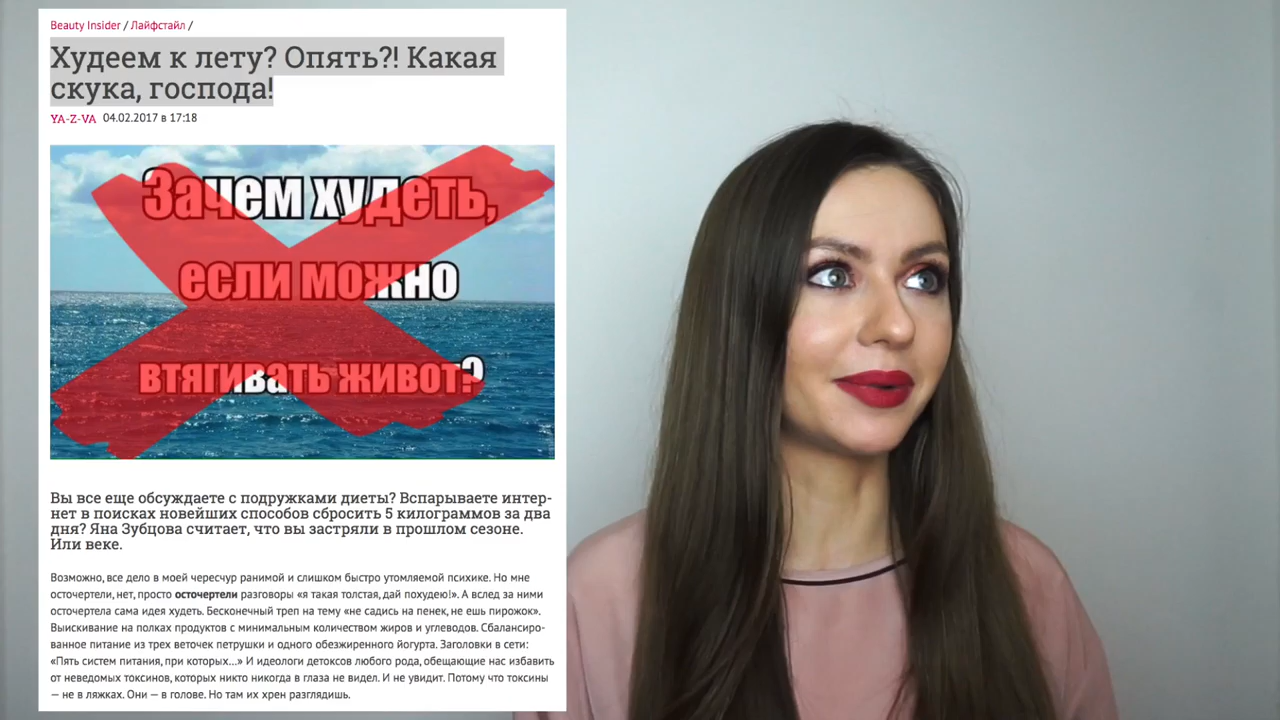 Beauty Insider / Лайфстайл /
Худеем к лету? Опять?! Какая
скука, господа!
YA-Z-VA 04.02.2017 в 17:18
Зачем худеть,
если можно
втягивать живот?
Вы все еще обсуждаете с подружками диеты? Вспарываете интер-
нет в поисках новейших способов сбросить 5 килограммов за два
дня? Яна Зубцова считает, что вы застряли в прошлом сезоне.
Или веке.
Возможно, все дело в моей чересчур ранимой и слишком быстро утомляемой психике. Но мне
осточертели, нет, просто осточертели разговоры «я такая толстая, дай похудею!». А вслед за ними
осточертела сама идея худеть. Бесконечный треп на тему «не садись на пенек, не ешь пирожок».
Выискивание на полках продуктов с минимальным количеством жиров и углеводов. Сбалансиро-
ванное питание из трех веточек петрушки и одного обезжиренного йогурта. Заголовки в сети:
«Пять систем питания, при которых...» И идеологи детоксов любого рода, обещающие нас избавить
от неведомых токсинов, которых никто никогда в глаза не видел. И не увидит. Потому что токсины
— не в ляжках. Они — в голове. Но там их хрен разглядишь.